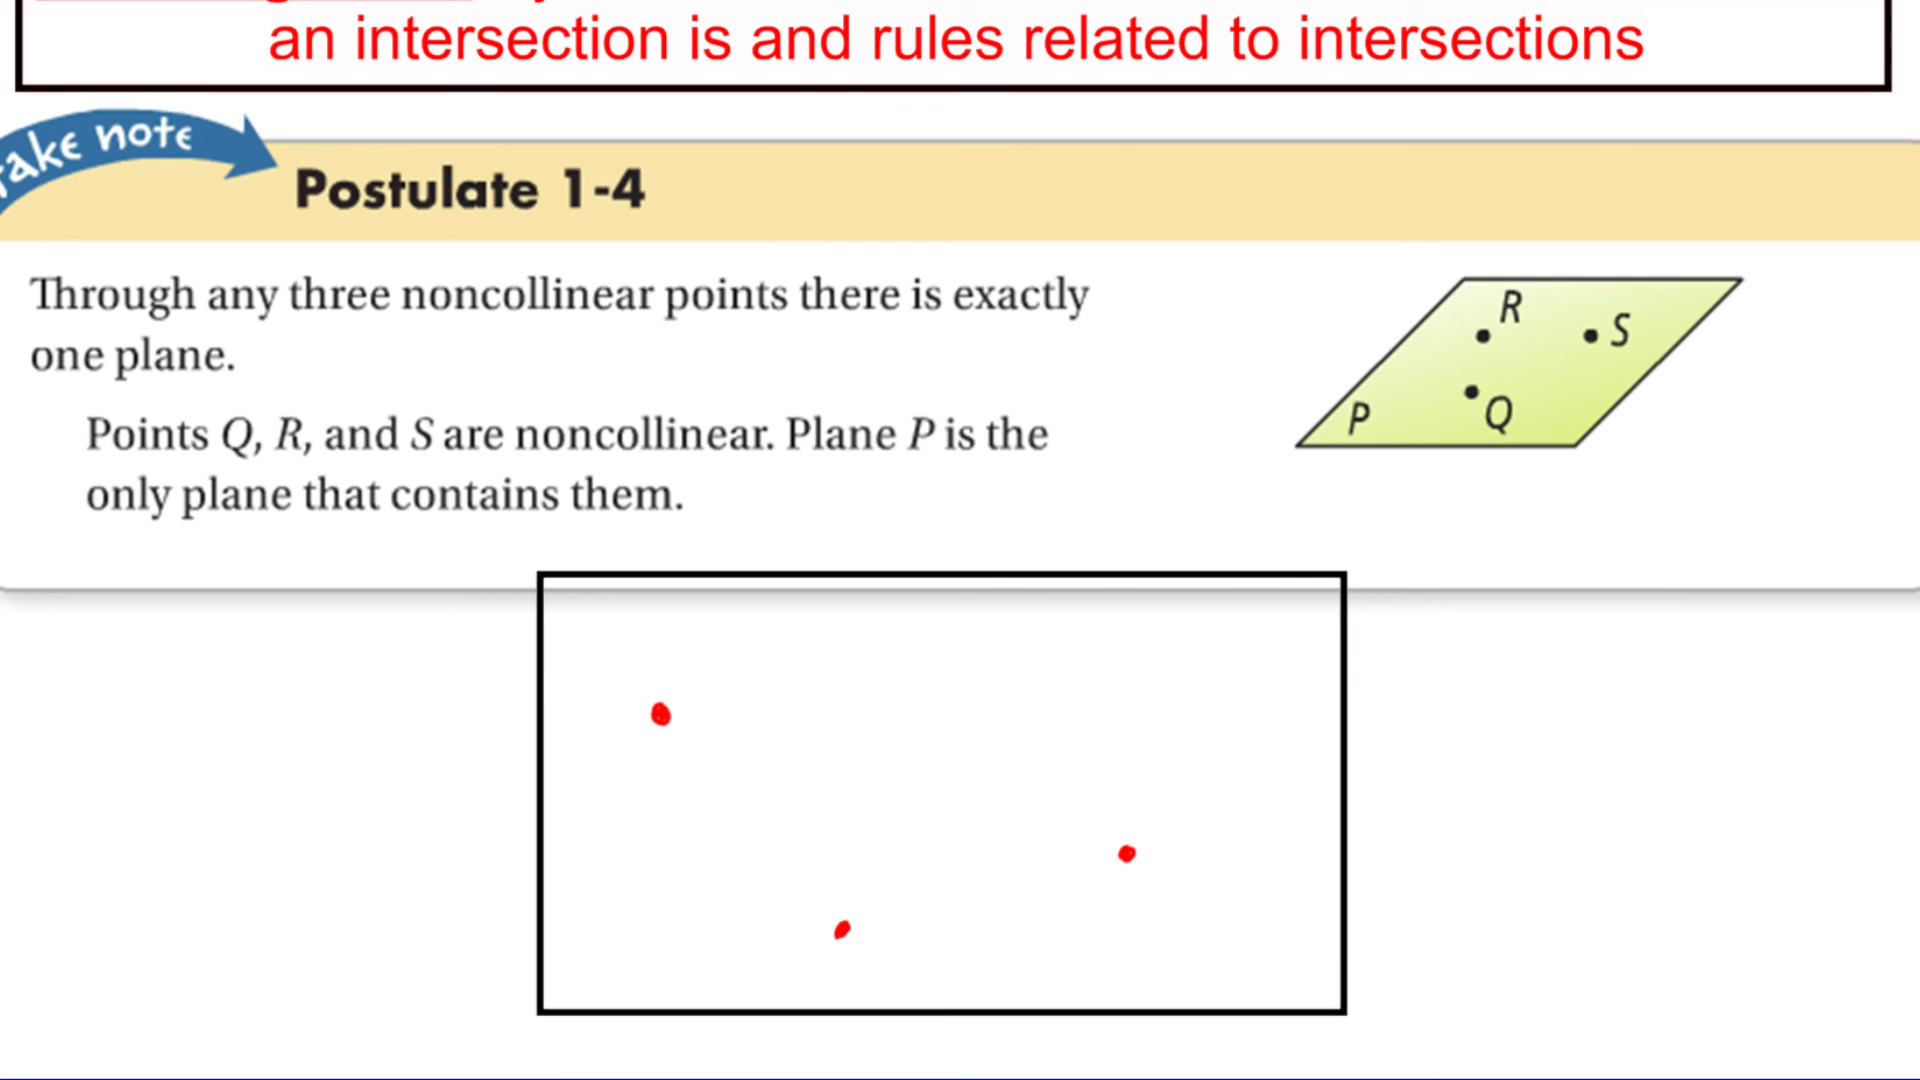 an intersection is and rules related to intersections
take note
Postulate 1-4
Through any three noncollinear points there is exactly
one plane.
Points Q, R, and S are noncollinear. Plane P is the
only plane that contains them.
R
S
P
Q